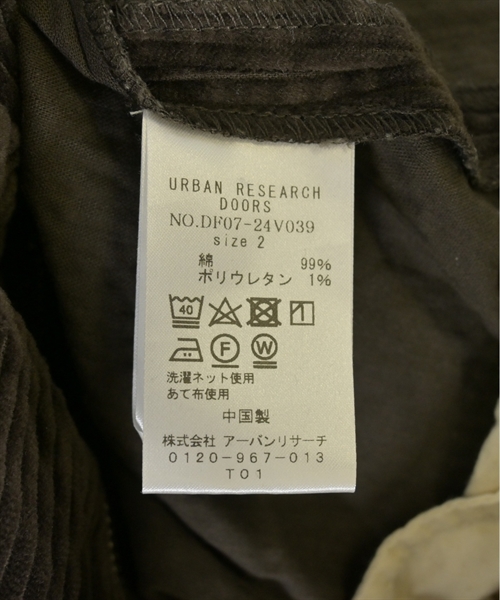 URBAN RESEARCH
DOORS
NO.DF07-24V039
size 2
綿 99%
ポリウレタン 1%
40
F W
洗濯ネット使用
あて布使用
中国製
株式会社 アーバンリサーチ
0120-967-013
T01